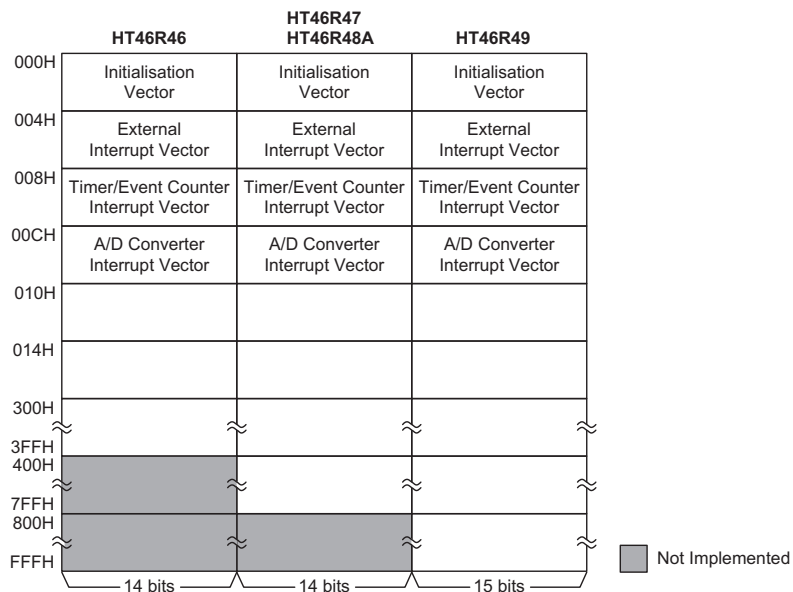 HT46R47
HT46R46 HT46R48A HT46R49
000H
Initialisation Initialisation Initialisation
Vector Vector Vector
004H
External External External
Interrupt Vector Interrupt Vector Interrupt Vector
008H
Timer/Event Counter Timer/Event Counter Timer/Event Counter
Interrupt Vector Interrupt Vector Interrupt Vector
00CH
A/D Converter A/D Converter A/D Converter
Interrupt Vector Interrupt Vector Interrupt Vector
010H
014H
300H
3FFH
400H
7FFH
800H
Not Implemented
FFFH
14 bits 14 bits 15 bits